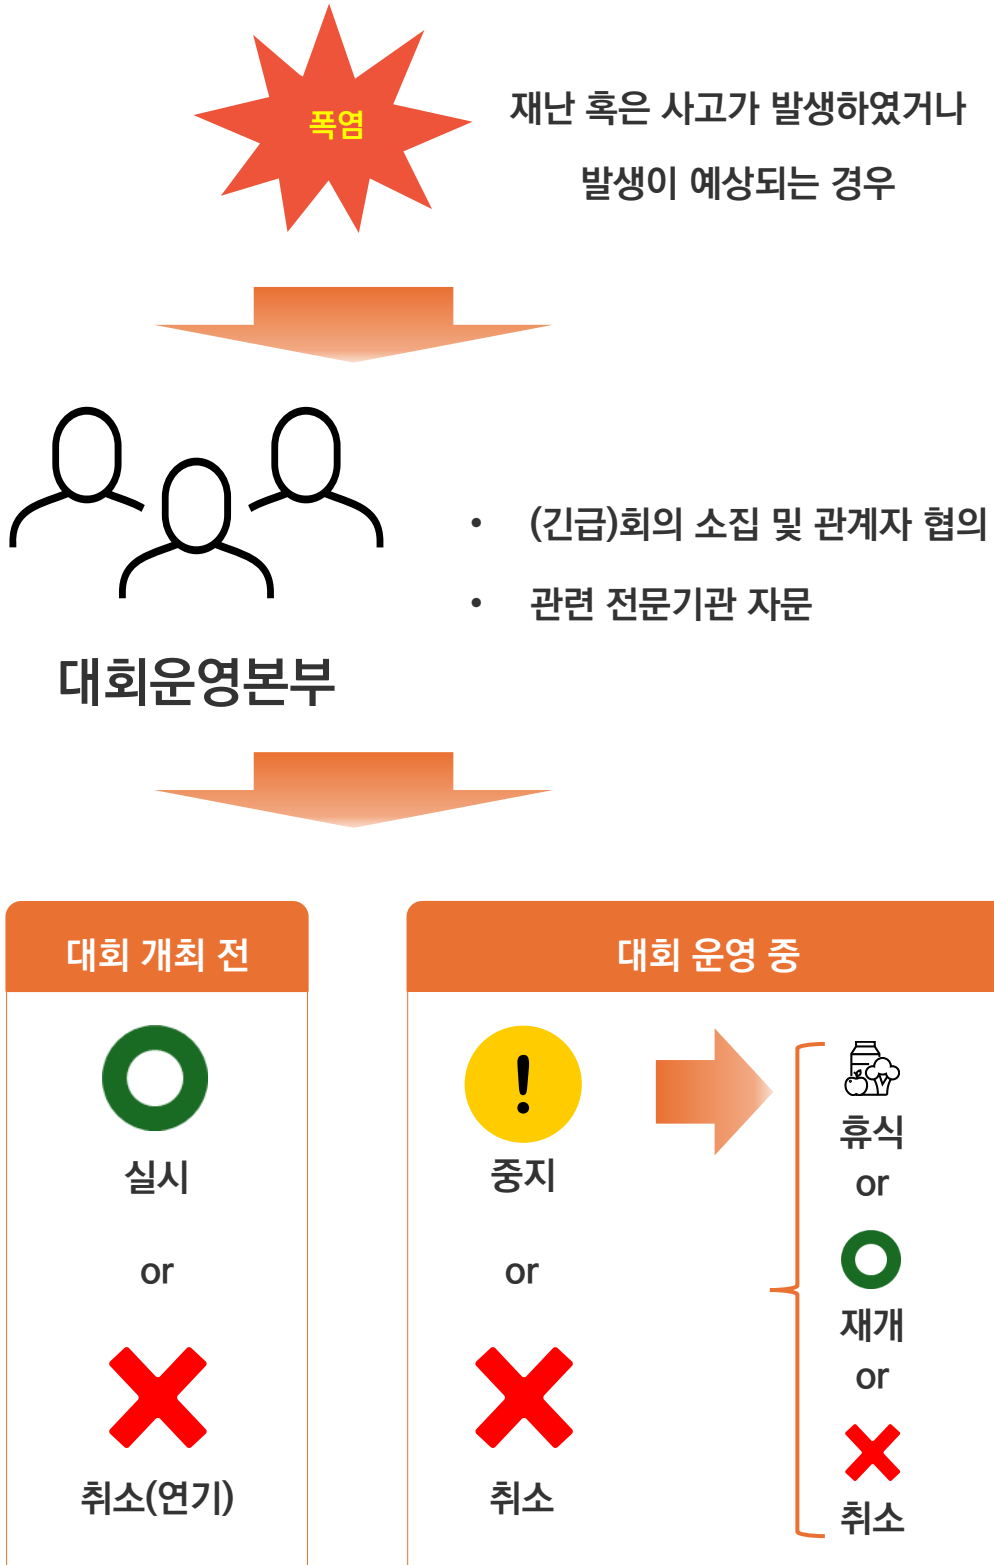 폭염
재난 혹은 사고가 발생하였거나
발생이 예상되는 경우
• (긴급)회의 소집 및 관계자 협의
• 관련 전문기관 자문
대회운영본부
대회 개최 전
실시
or
취소(연기)
대회 운영 중
!
중지
or
취소
휴식
or
재개
or
취소